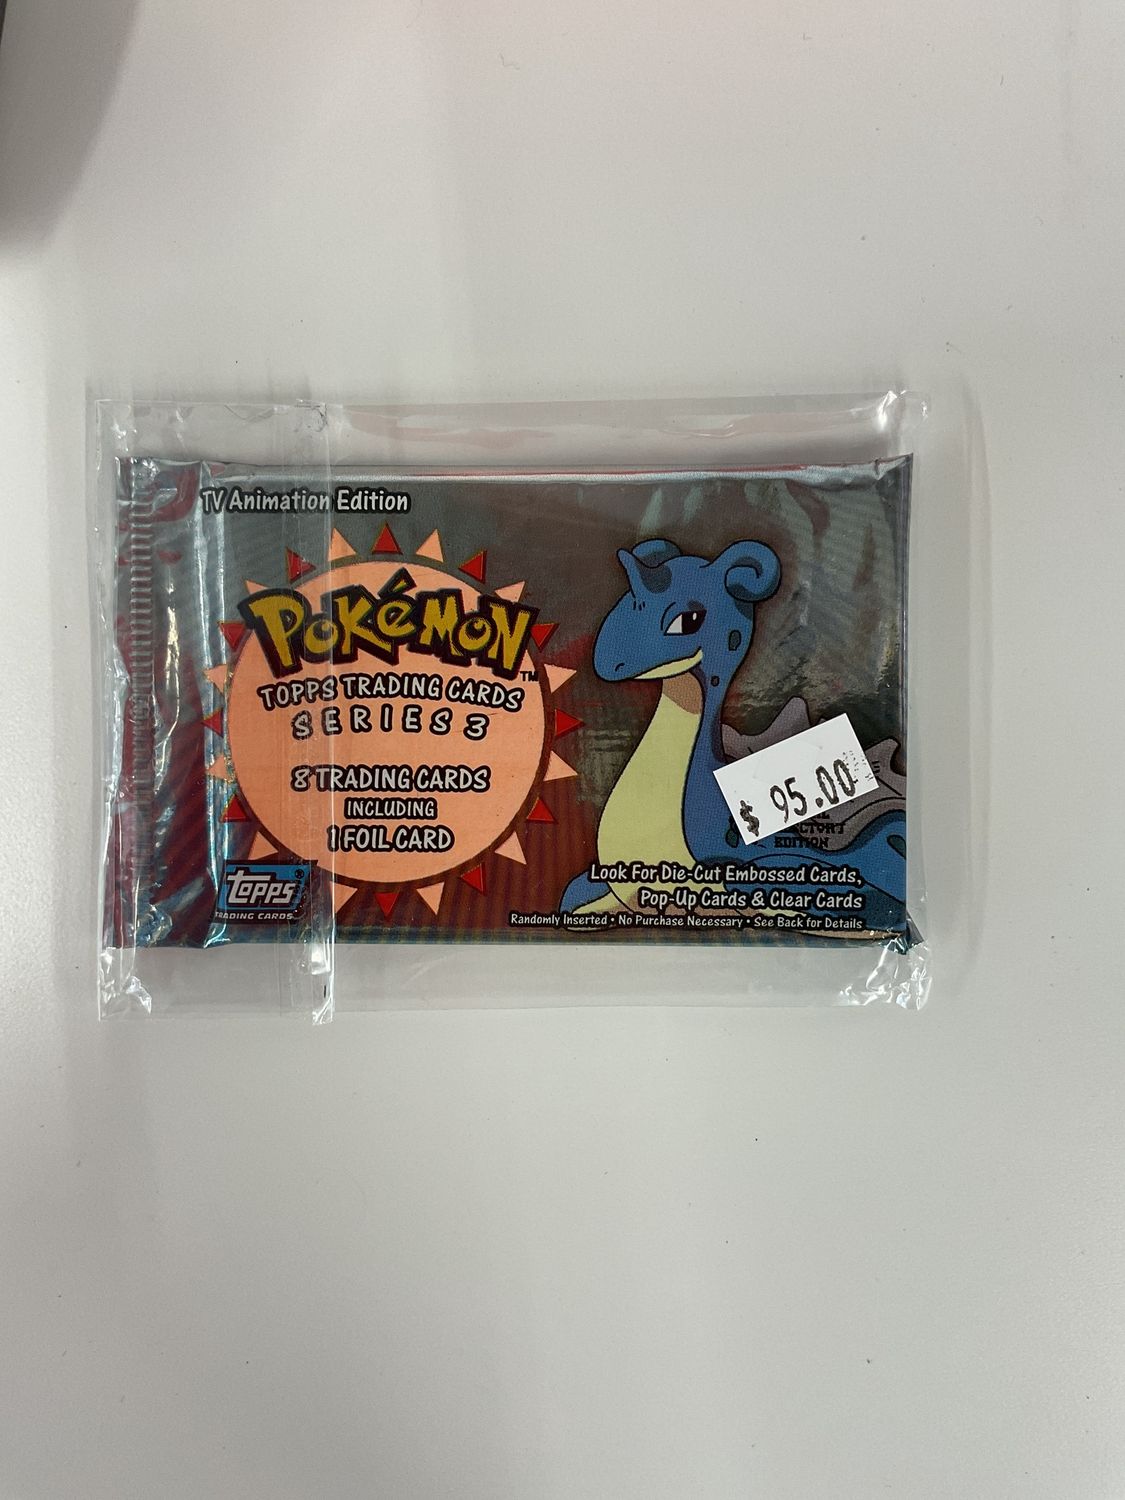 TV Animation Edition
POKéMON™
TOPPS TRADING CARDS
SERIES 3
8 TRADING CARDS
INCLUDING
1 FOIL CARD
topps®
TRADING CARDS
$ 95.00
EDITION
Look For Die-Cut Embossed Cards,
Pop-Up Cards & Clear Cards
Randomly Inserted • No Purchase Necessary • See Back for Details